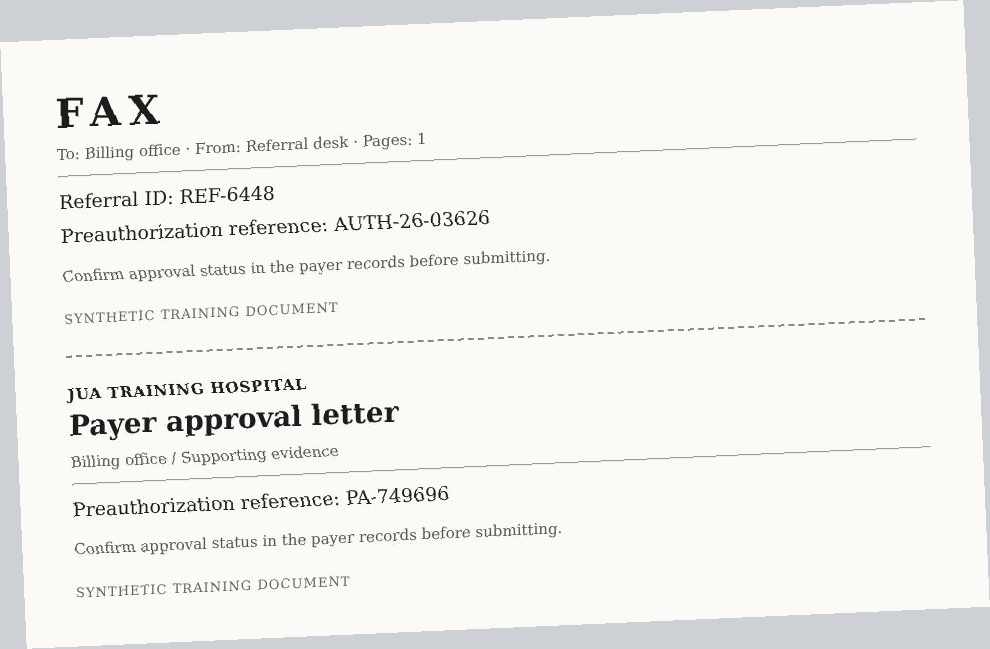 FAX
To: Billing office · From: Referral desk · Pages: 1
Referral ID: REF-6448
Preauthorization reference: AUTH-26-03626
Confirm approval status in the payer records before submitting.
SYNTHETIC TRAINING DOCUMENT
JUA TRAINING HOSPITAL
Payer approval letter
Billing office / Supporting evidence
Preauthorization reference: PA-749696
Confirm approval status in the payer records before submitting.
SYNTHETIC TRAINING DOCUMENT